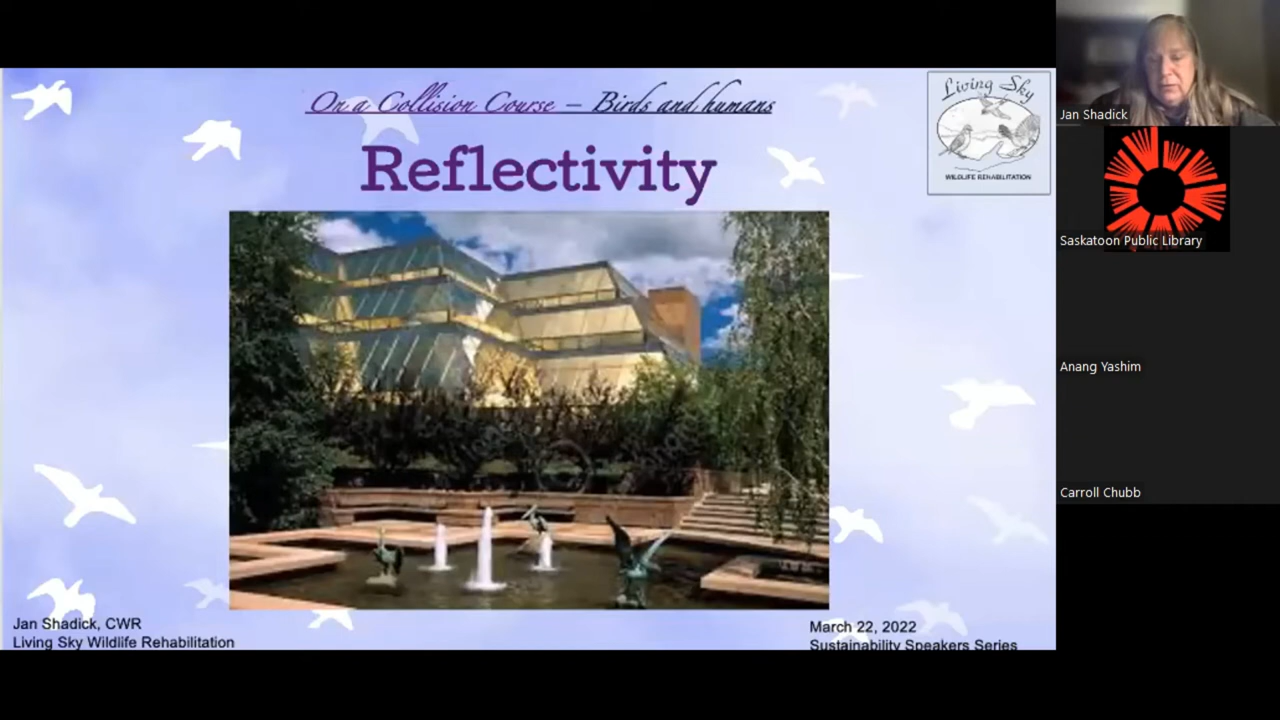 On a Collision Course – Birds and humans
Reflectivity
Living Sky
WILDLIFE REHABILITATION
Jan Shadick, CWR
Living Sky Wildlife Rehabilitation
March 22, 2022
Sustainability Speakers Series
Jan Shadick
Saskatoon Public Library
Anang Yashim
Carroll Chubb